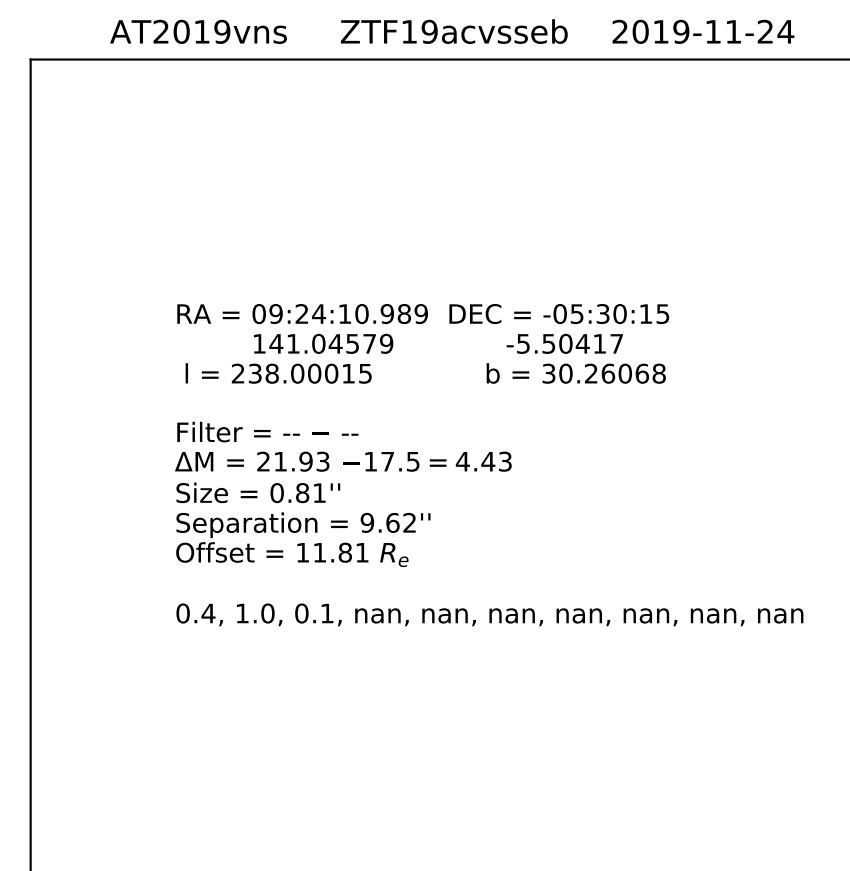 AT2019vns ZTF19acvsseb 2019-11-24
RA = 09:24:10.989 DEC = -05:30:15
141.04579 -5.50417
l = 238.00015 b = 30.26068
Filter = -- − --
ΔM = 21.93 −17.5 = 4.43
Size = 0.81''
Separation = 9.62''
Offset = 11.81 Rₑ
0.4, 1.0, 0.1, nan, nan, nan, nan, nan, nan, nan